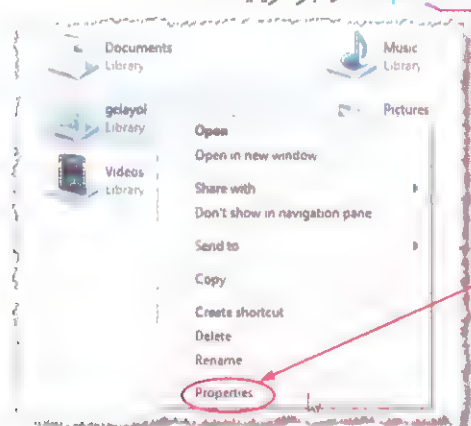 Documents
Library
Music
Library
gelayol
Library
Pictures
Videos
Library
Open
Open in new window
Share with
Don't show in navigation pane
Send to
Copy
Create shortcut
Delete
Rename
Properties